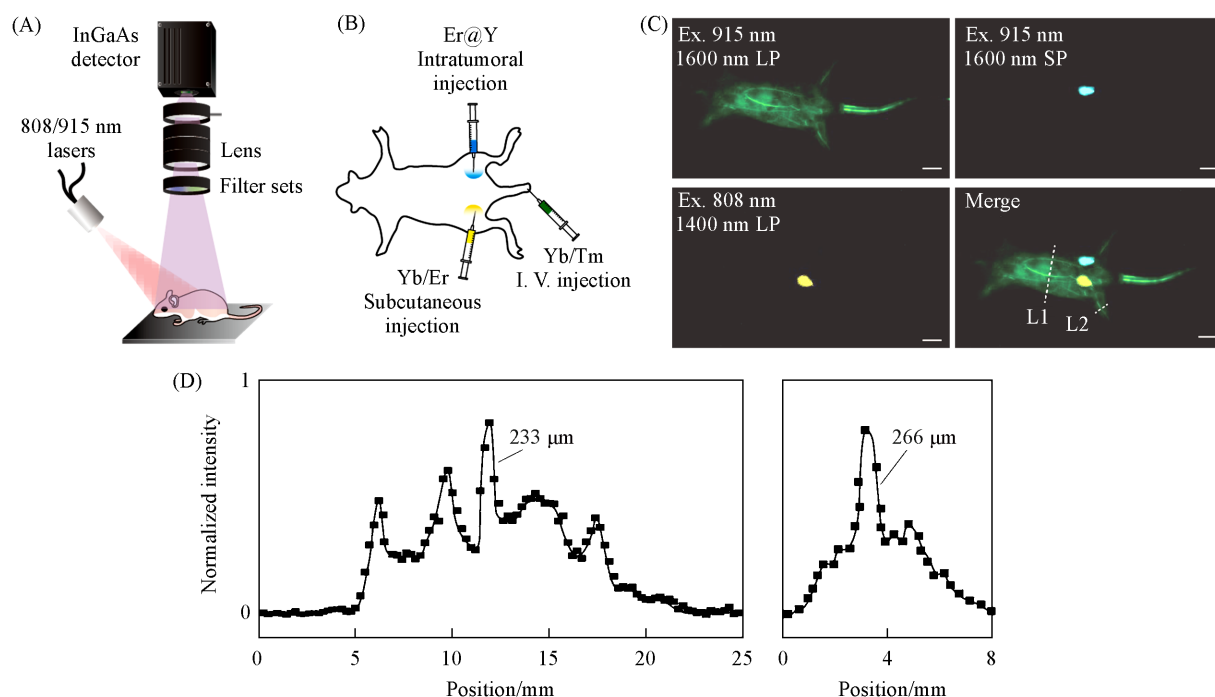 (A)
InGaAs
detector
808/915 nm
lasers
Lens
Filter sets
(B)
Er@Y
Intratumoral
injection
Yb/Er
Subcutaneous
injection
Yb/Tm
I. V. injection
(C)
Ex. 915 nm
1600 nm LP
Ex. 915 nm
1600 nm SP
Ex. 808 nm
1400 nm LP
Merge
L1
L2
(D)
Normalized intensity
1
0
233 μm
0 5 10 15 20 25
Position/mm
266 μm
0 4 8
Position/mm